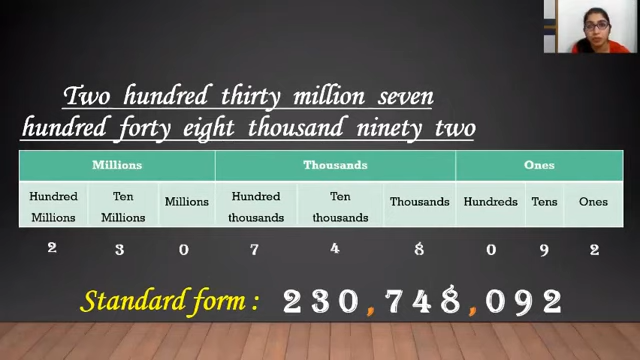 Two hundred thirty million seven
hundred forty eight thousand ninety two
Millions Thousands Ones
Hundred Millions Ten Millions Millions Hundred thousands Ten thousands Thousands Hundreds Tens Ones
2 3 0 7 4 8 0 9 2
Standard form : 230,748,092